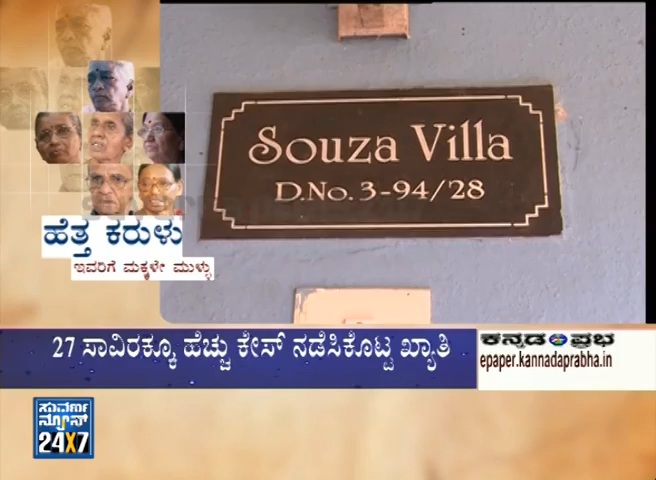 Souza Villa
D.No. 3-94/28
ಹೆತ್ತ ಕರುಳು
ಇವರಿಗೆ ಮಕ್ಕಳೇ ಮುಳ್ಳು
27 ಸಾವಿರಕ್ಕೂ ಹೆಚ್ಚು ಕೇಸ್ ನಡೆಸಿಕೊಟ್ಟ ಖ್ಯಾತಿ
ಕನ್ನಡ ಪ್ರಭ
epaper.kannadaprabha.in
ಸುವರ್ಣ
ನ್ಯೂಸ್
24X7